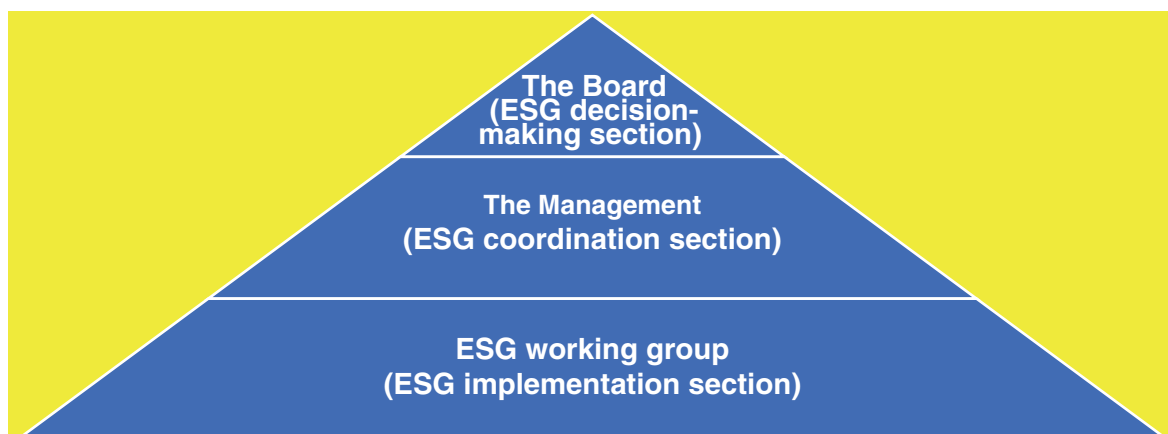 The Board
(ESG decision-
making section)
The Management
(ESG coordination section)
ESG working group
(ESG implementation section)